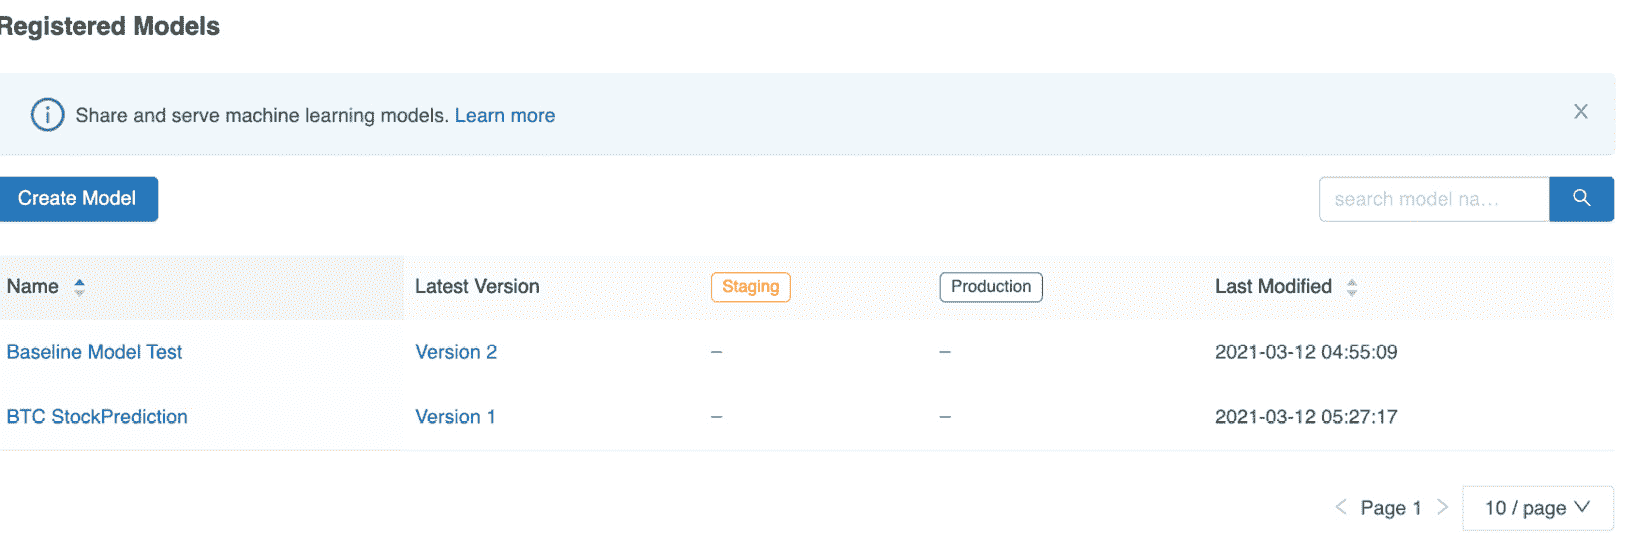 Registered Models
Share and serve machine learning models. Learn more
Create Model
search model na...
Name Latest Version Staging Production Last Modified
Baseline Model Test Version 2 – – 2021-03-12 04:55:09
BTC StockPrediction Version 1 – – 2021-03-12 05:27:17
Page 1 10 / page